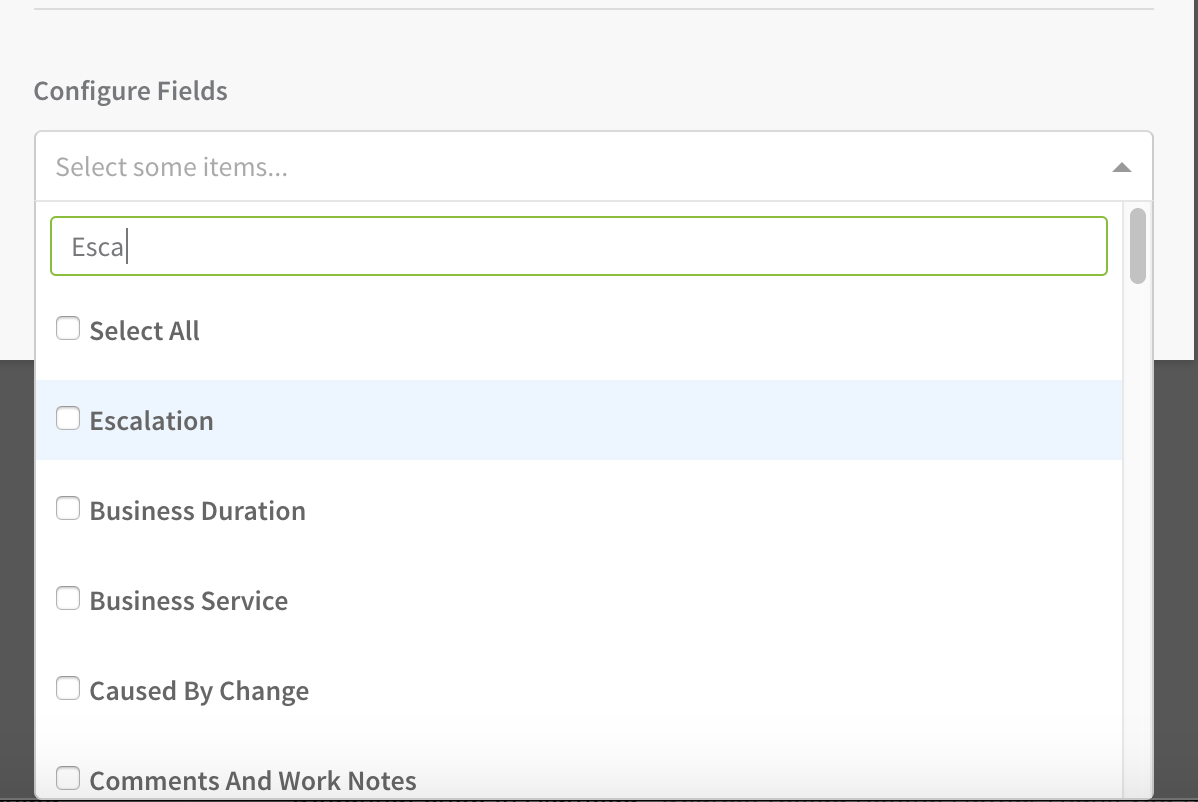 Configure Fields
Select some items...
Esca
Select All
Escalation
Business Duration
Business Service
Caused By Change
Comments And Work Notes